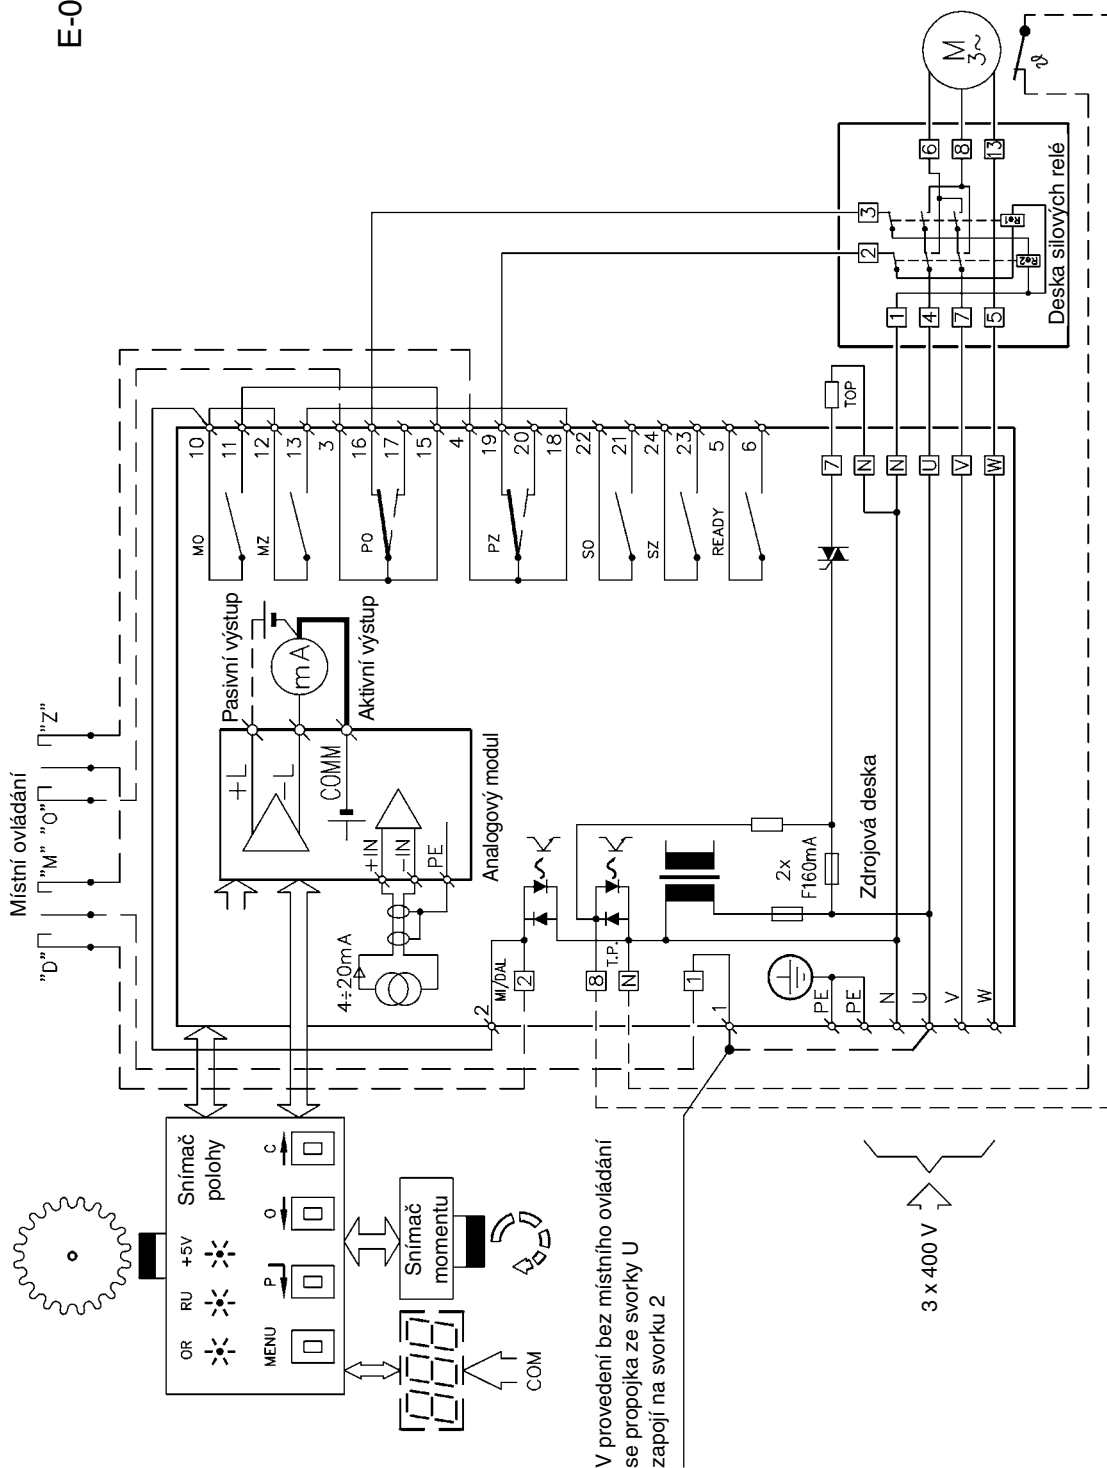 E-0
Místní ovládání
"D"
"M"
"O"
"Z"
Snímač
polohy
OR
RU
+5V
MENU
P
O
C
Snímač
momentu
COM
Pasivní výstup
mA
Aktivní výstup
+L
-L
COMM
+IN
-IN
PE
Analogový modul
4÷20mA
2
MI/DAL
2
8
T.P.
N
1
1
PE
PE
N
U
V
W
2x
F160mA
Zdrojová deska
MO
MZ
PO
PZ
SO
SZ
READY
10
11
12
13
3
16
17
15
4
19
20
18
22
21
24
23
5
6
7
N
N
U
V
W
TOP
1
4
7
5
2
3
6
8
13
Re1
Re2
Deska silových relé
M
3~
ϑ
V provedení bez místního ovládání
se propojka ze svorky U
zapojí na svorku 2
3 x 400 V